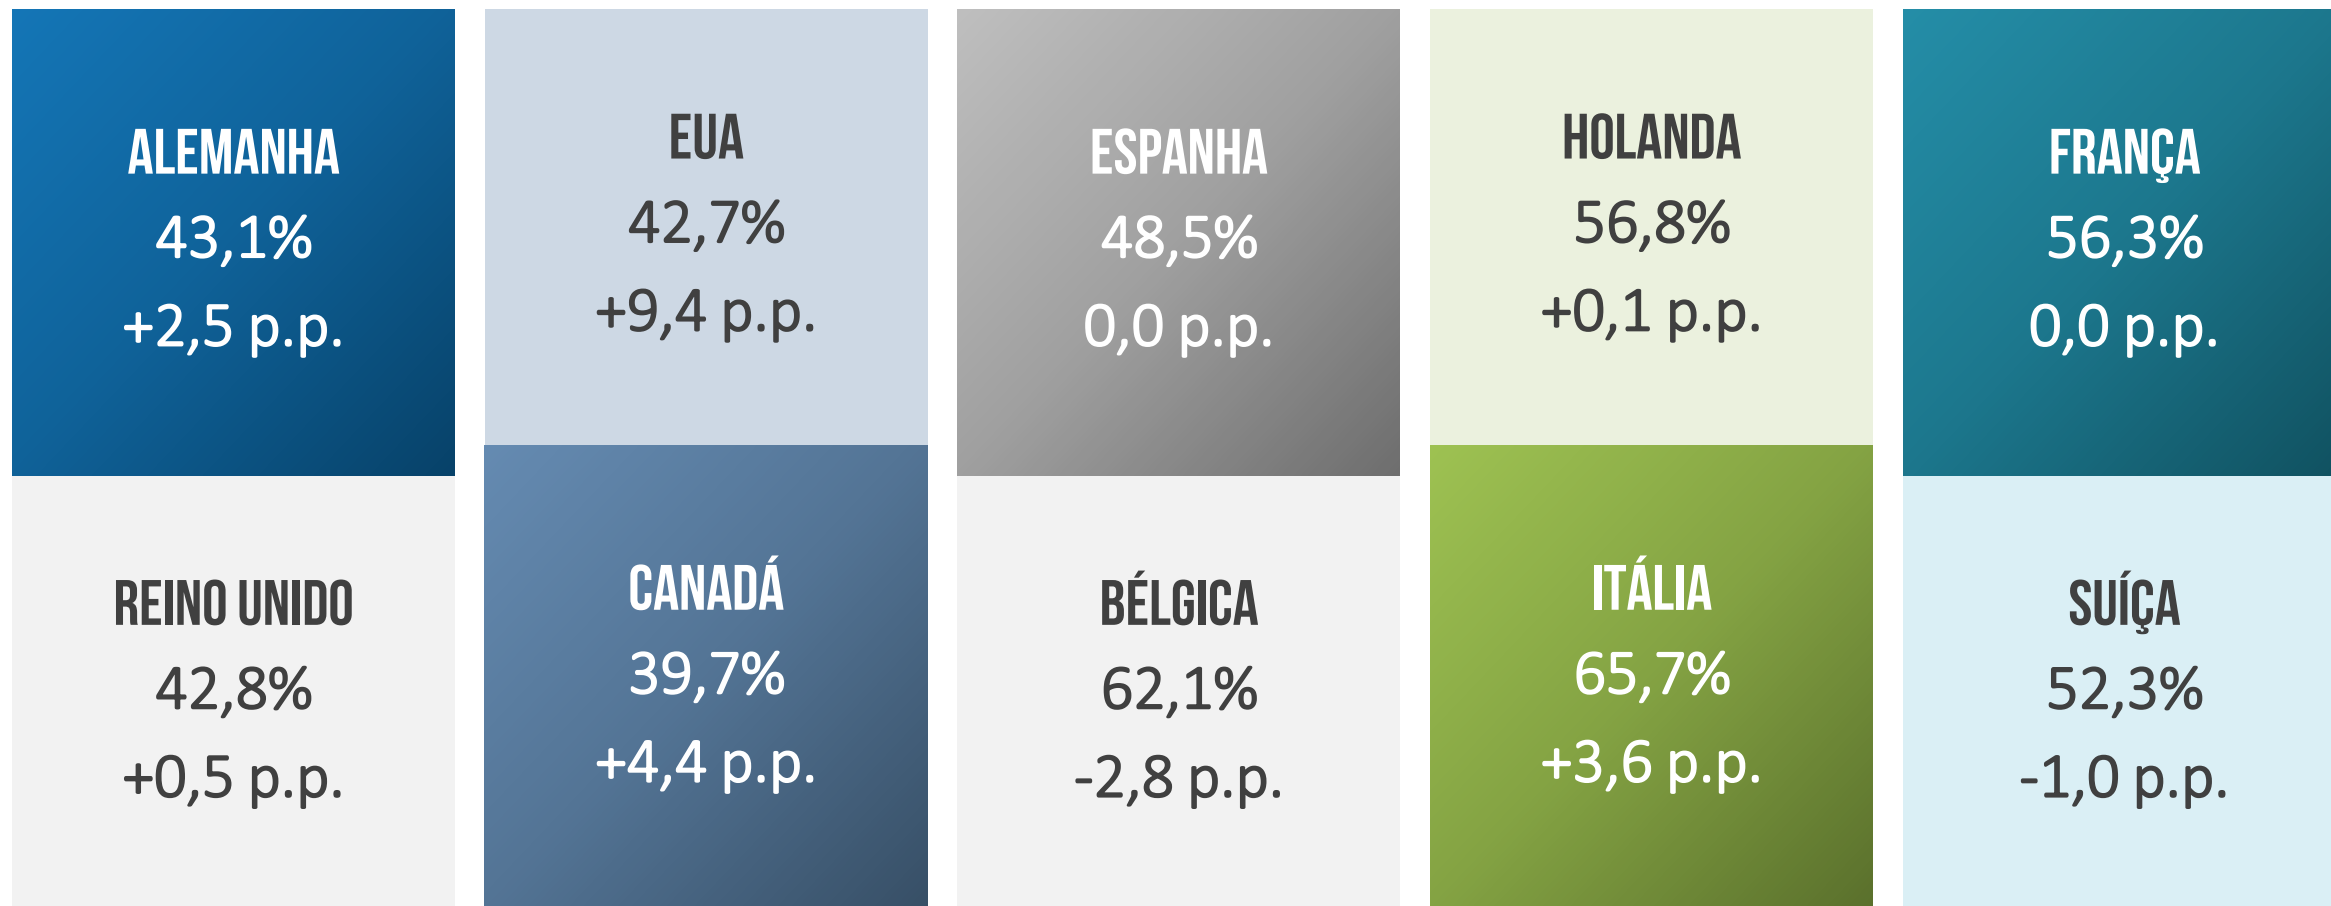 ALEMANHA
43,1%
+2,5 p.p.
EUA
42,7%
+9,4 p.p.
ESPANHA
48,5%
0,0 p.p.
HOLANDA
56,8%
+0,1 p.p.
FRANÇA
56,3%
0,0 p.p.
REINO UNIDO
42,8%
+0,5 p.p.
CANADÁ
39,7%
+4,4 p.p.
BÉLGICA
62,1%
-2,8 p.p.
ITÁLIA
65,7%
+3,6 p.p.
SUÍÇA
52,3%
-1,0 p.p.